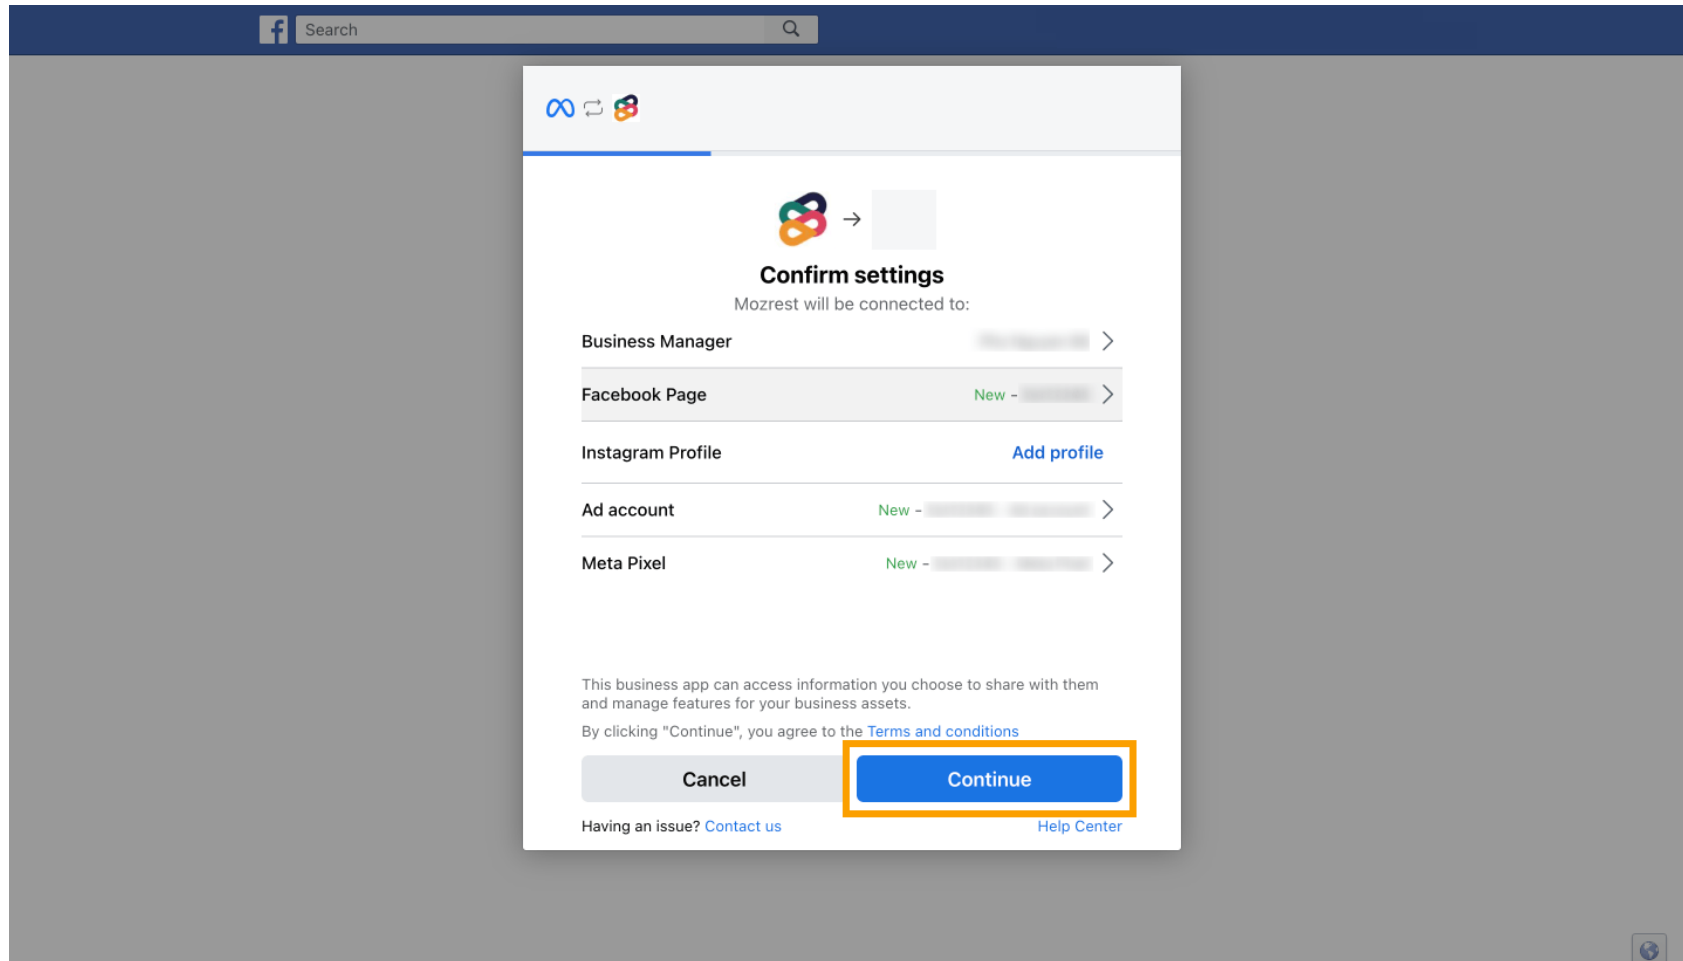 Search
Confirm settings
Mozrest will be connected to:
Business Manager
Facebook Page New -
Instagram Profile Add profile
Ad account New -
Meta Pixel New -
This business app can access information you choose to share with them
and manage features for your business assets.
By clicking "Continue", you agree to the Terms and conditions
Cancel Continue
Having an issue? Contact us Help Center